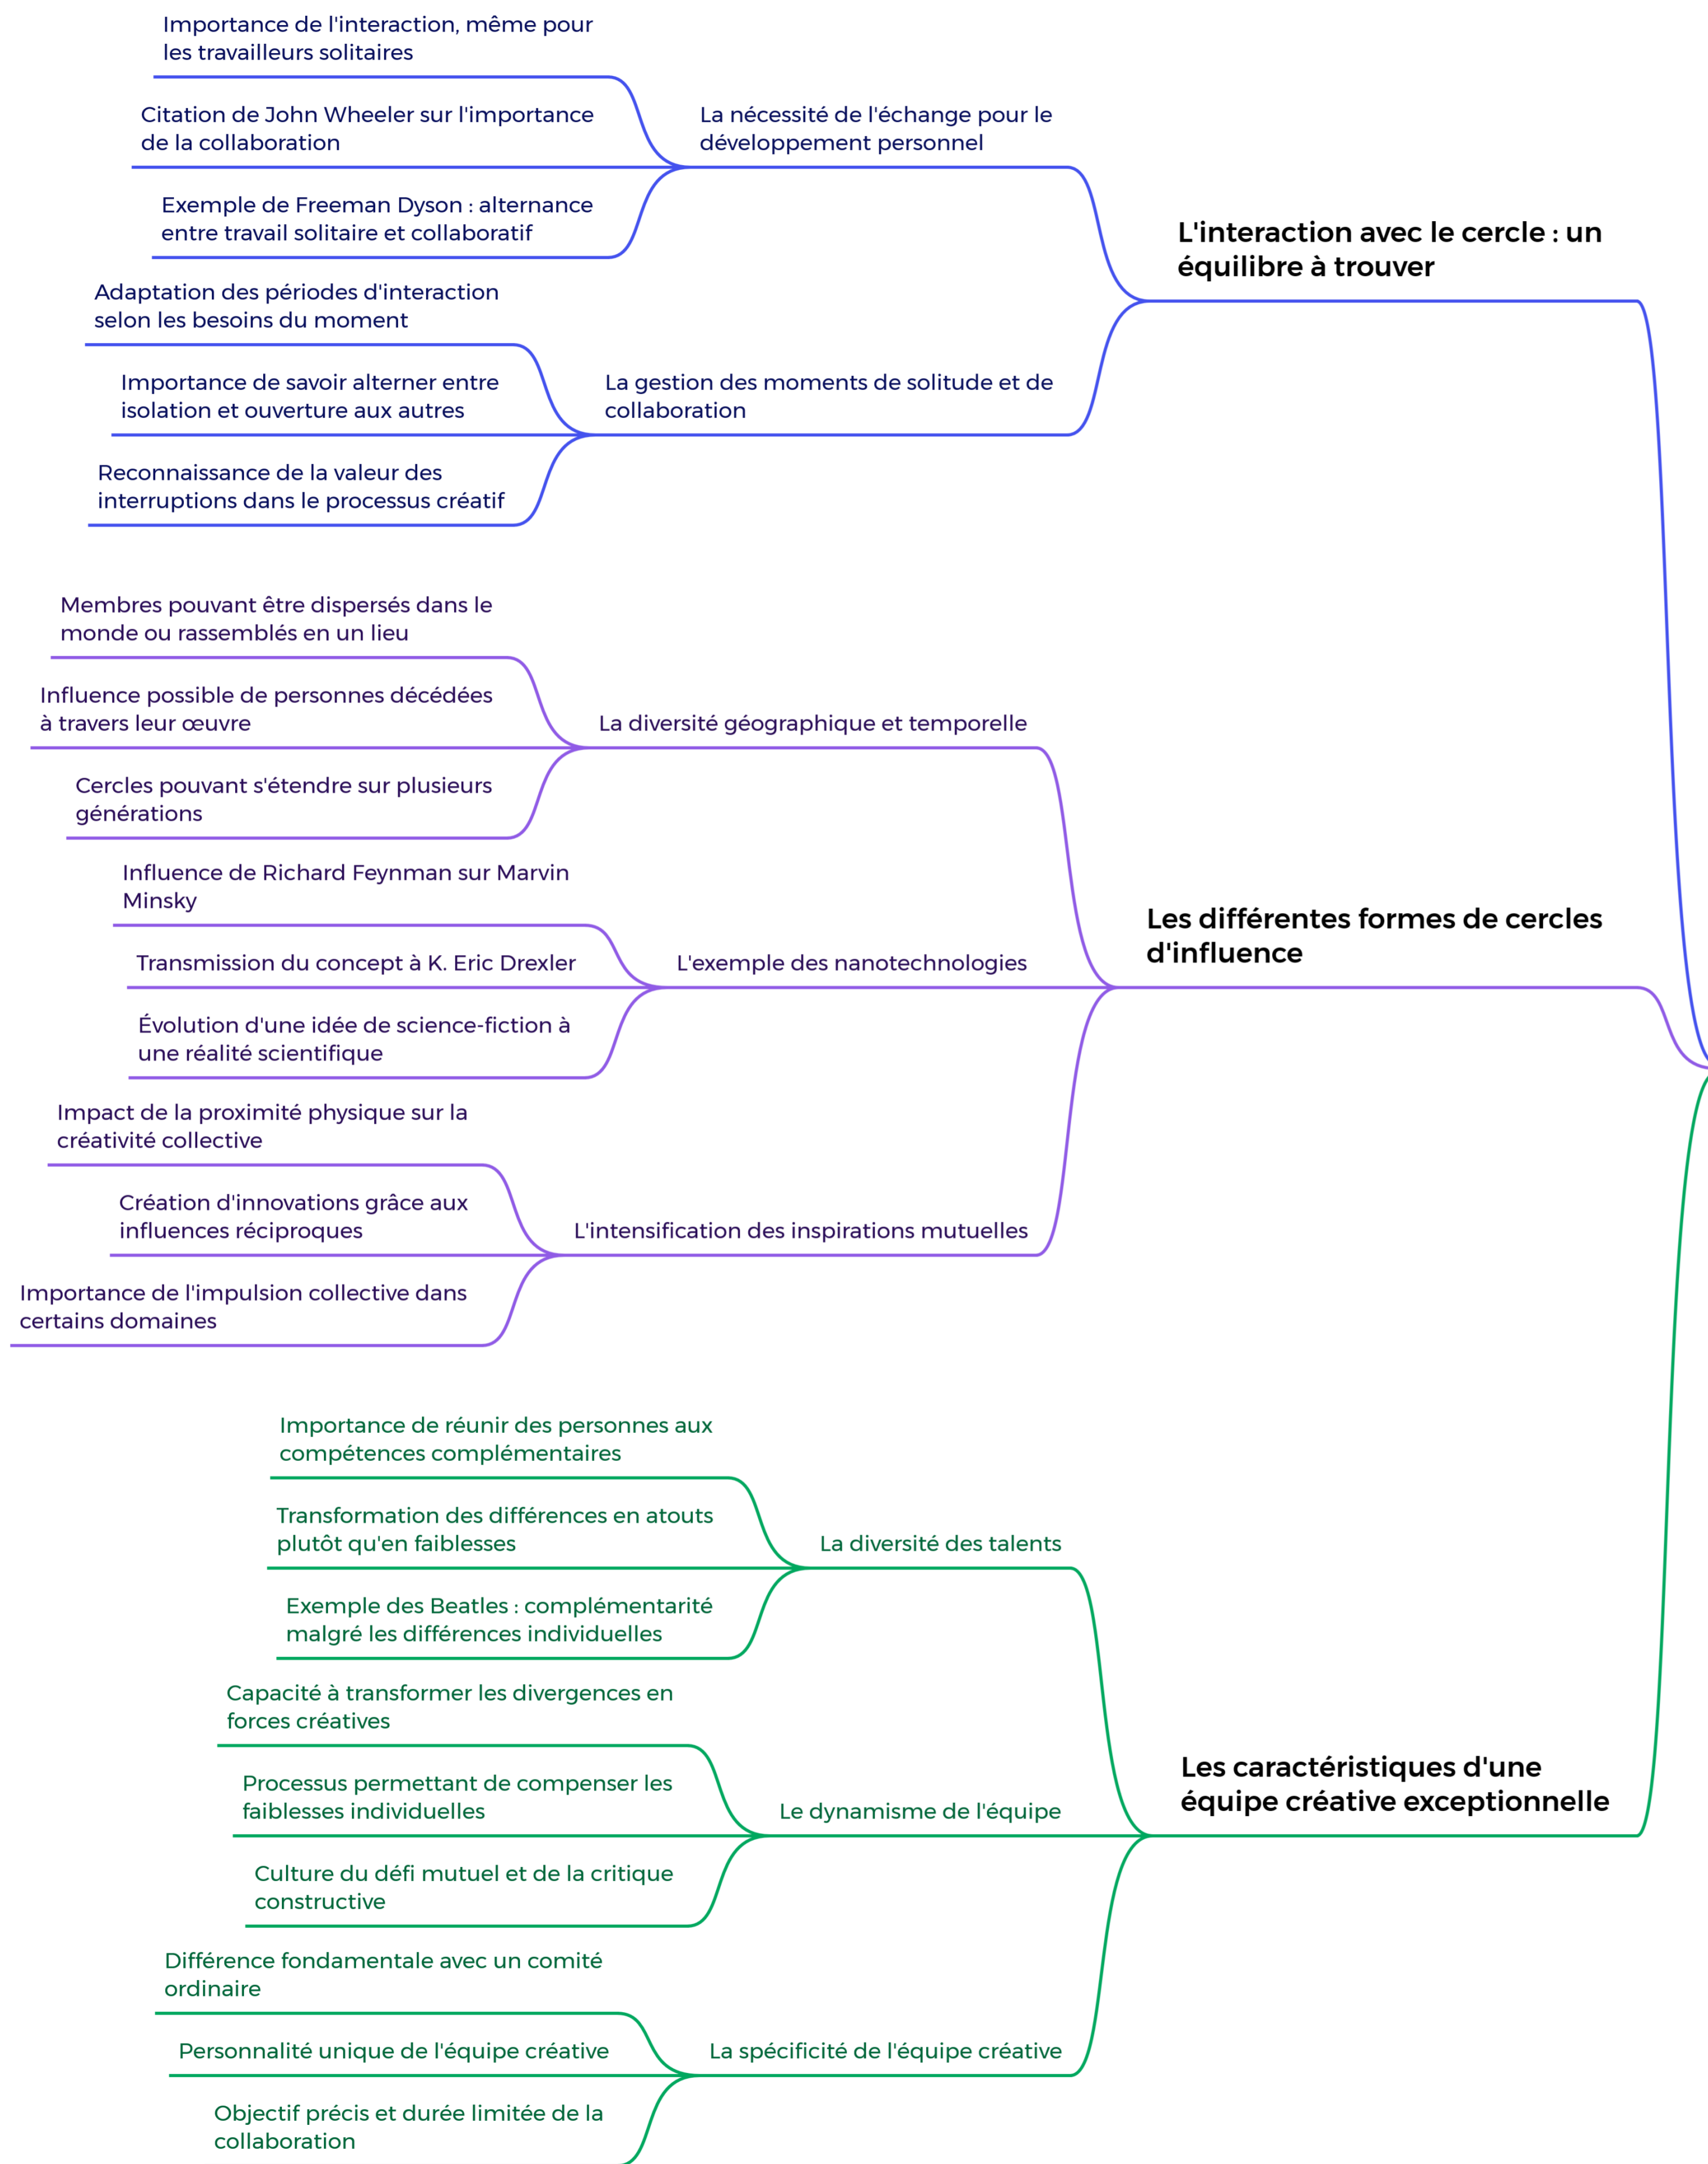 Importance de l'interaction, même pour
les travailleurs solitaires
Citation de John Wheeler sur l'importance
de la collaboration
Exemple de Freeman Dyson : alternance
entre travail solitaire et collaboratif
La nécessité de l'échange pour le
développement personnel
Adaptation des périodes d'interaction
selon les besoins du moment
Importance de savoir alterner entre
isolation et ouverture aux autres
Reconnaissance de la valeur des
interruptions dans le processus créatif
La gestion des moments de solitude et de
collaboration
L'interaction avec le cercle : un
équilibre à trouver
Membres pouvant être dispersés dans le
monde ou rassemblés en un lieu
Influence possible de personnes décédées
à travers leur œuvre
Cercles pouvant s'étendre sur plusieurs
générations
La diversité géographique et temporelle
Influence de Richard Feynman sur Marvin
Minsky
Transmission du concept à K. Eric Drexler
Évolution d'une idée de science-fiction à
une réalité scientifique
L'exemple des nanotechnologies
Impact de la proximité physique sur la
créativité collective
Création d'innovations grâce aux
influences réciproques
Importance de l'impulsion collective dans
certains domaines
L'intensification des inspirations mutuelles
Les différentes formes de cercles
d'influence
Importance de réunir des personnes aux
compétences complémentaires
Transformation des différences en atouts
plutôt qu'en faiblesses
Exemple des Beatles : complémentarité
malgré les différences individuelles
La diversité des talents
Capacité à transformer les divergences en
forces créatives
Processus permettant de compenser les
faiblesses individuelles
Culture du défi mutuel et de la critique
constructive
Le dynamisme de l'équipe
Différence fondamentale avec un comité
ordinaire
Personnalité unique de l'équipe créative
Objectif précis et durée limitée de la
collaboration
La spécificité de l'équipe créative
Les caractéristiques d'une
équipe créative exceptionnelle